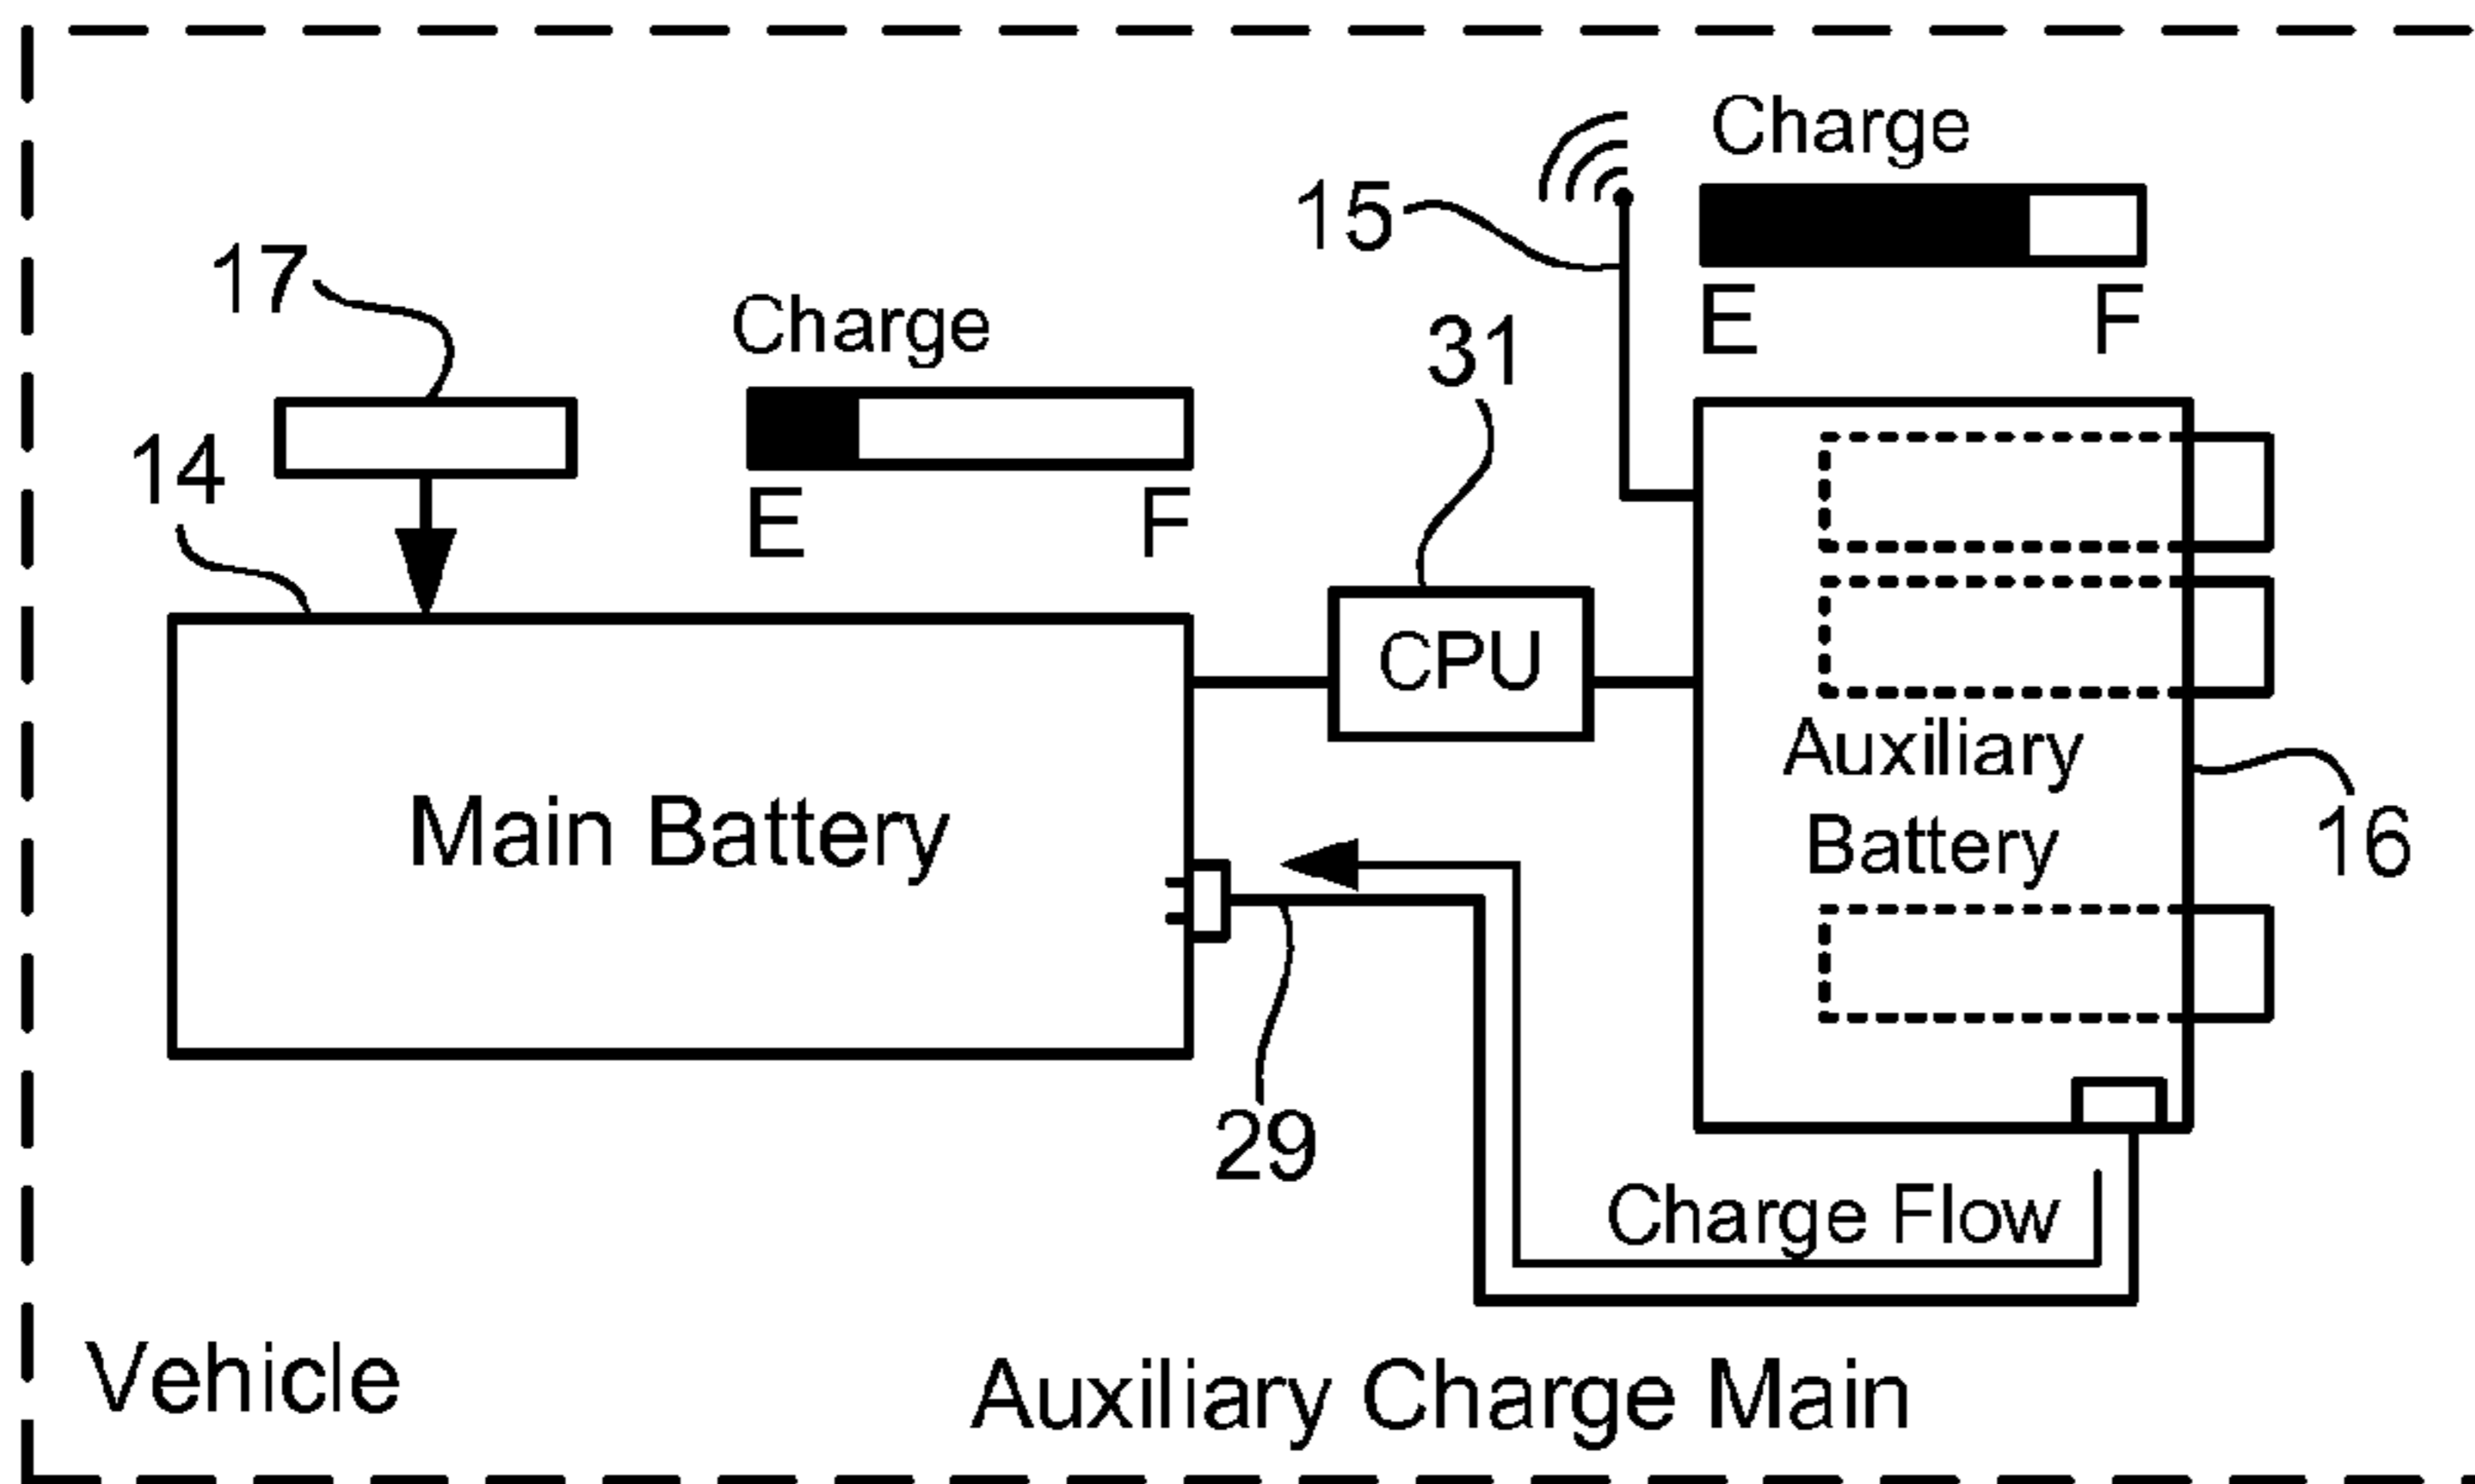 Charge
15
E F
17
Charge
31
E F
14
CPU
Main Battery
Auxiliary
Battery
16
29
Charge Flow
Vehicle
Auxiliary Charge Main